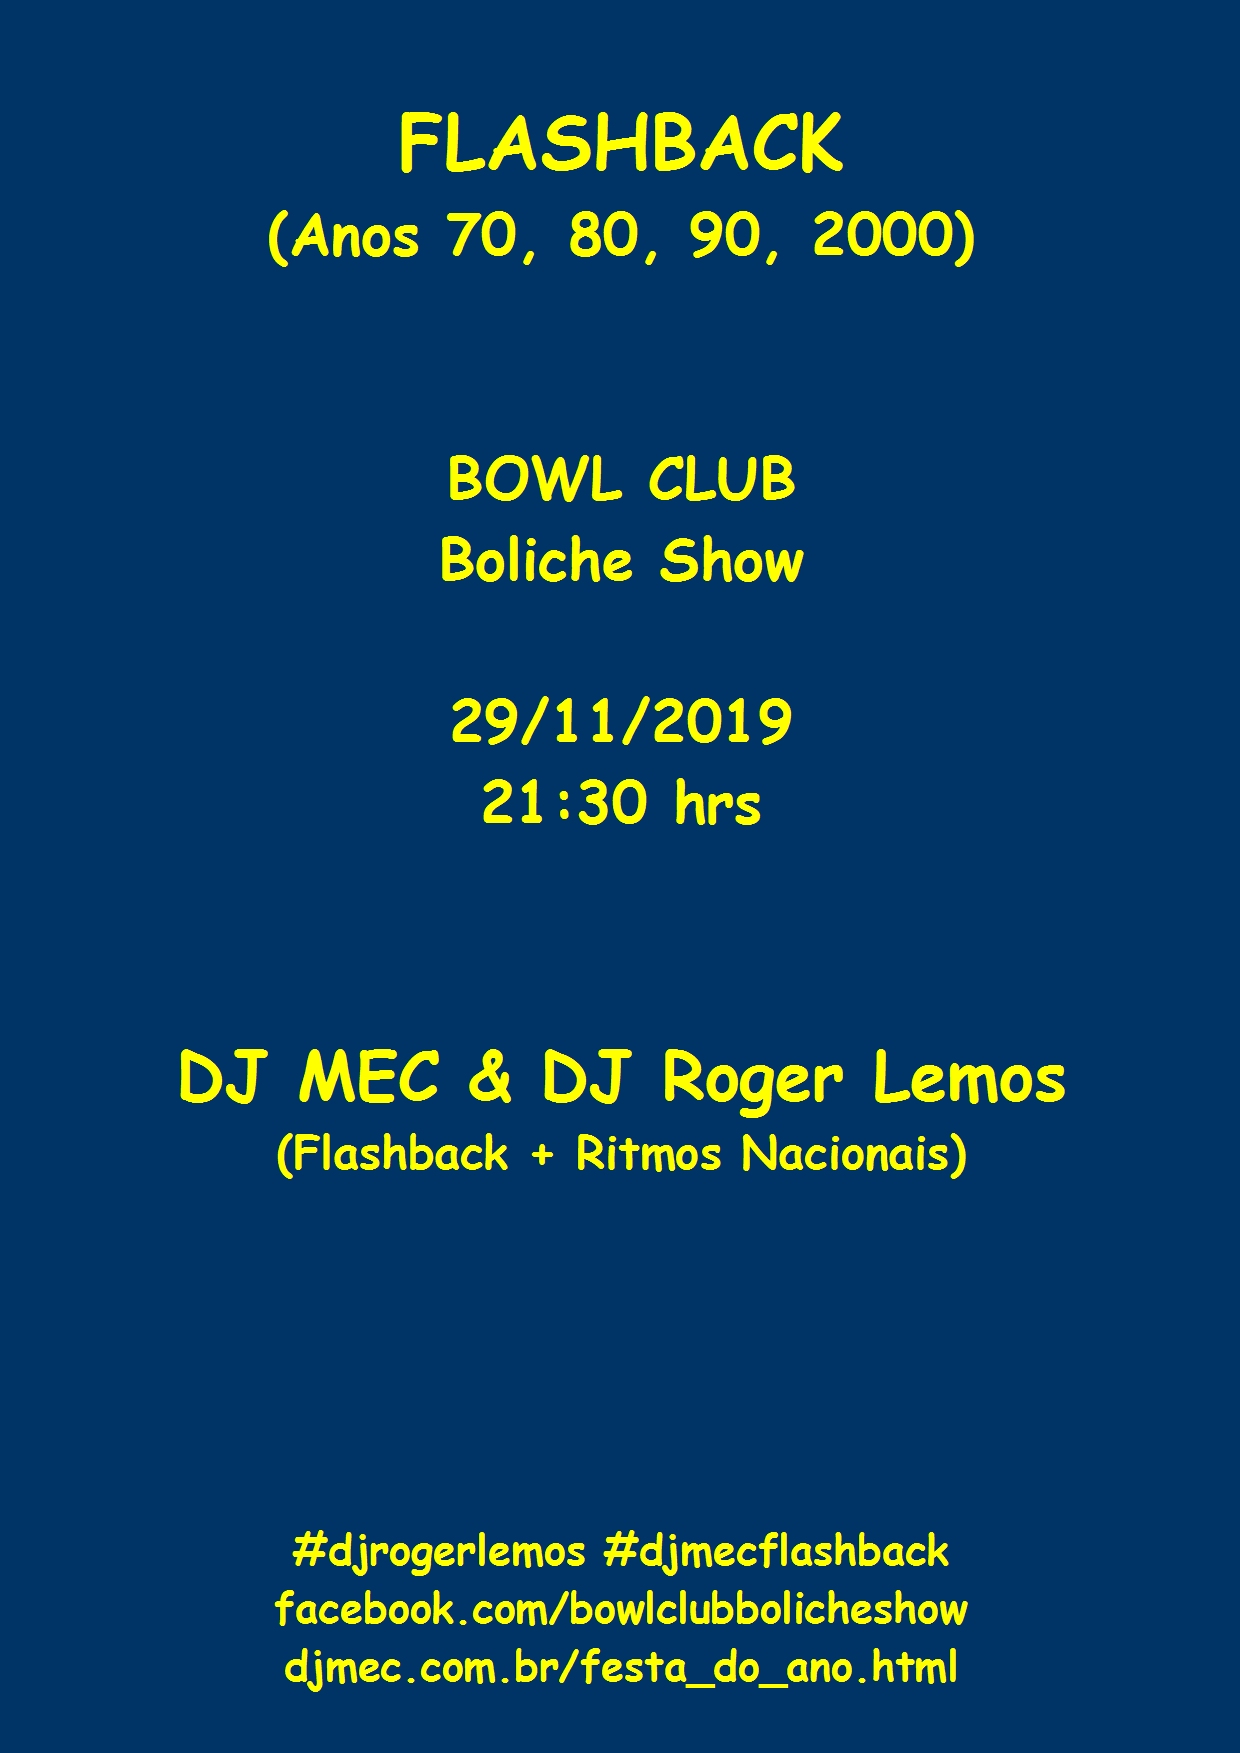 FLASHBACK
(Anos 70, 80, 90, 2000)
BOWL CLUB
Boliche Show
29/11/2019
21:30 hrs
DJ MEC & DJ Roger Lemos
(Flashback + Ritmos Nacionais)
#djrogerlemos #djmecflashback
facebook.com/bowlclubbolicheshow
djmec.com.br/festa_do_ano.html